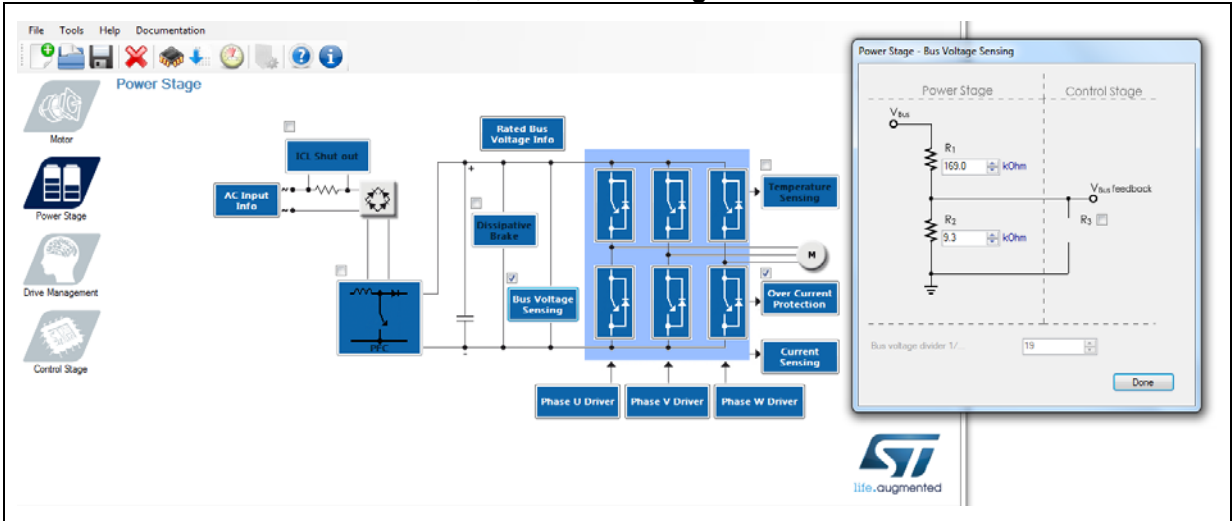 File Tools Help Documentation
Power Stage
Motor
Power Stage
Drive Management
Control Stage
ICL Shut out
AC Input
Info
Rated Bus
Voltage Info
Dissipative
Brake
Bus Voltage
Sensing
PFC
Temperature
Sensing
M
Over Current
Protection
Current
Sensing
Phase U Driver
Phase V Driver
Phase W Driver
Power Stage - Bus Voltage Sensing
Power Stage
Control Stage
VBus
R1
169.0 kOhm
VBus feedback
R2
9.3 kOhm
R3
Bus voltage divider 1/... 19
Done
ST
life.augmented